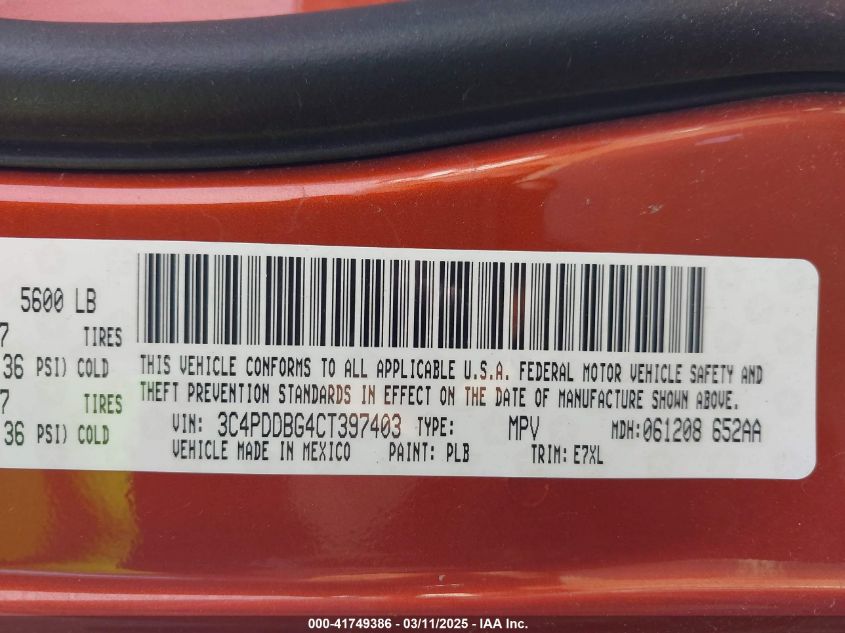 5600 LB
7 TIRES
36 PSI) COLD
7 TIRES
36 PSI) COLD
THIS VEHICLE CONFORMS TO ALL APPLICABLE U.S.A. FEDERAL MOTOR VEHICLE SAFETY AND
THEFT PREVENTION STANDARDS IN EFFECT ON THE DATE OF MANUFACTURE SHOWN ABOVE.
VIN: 3C4PDDBG4CT397403 TYPE: MPV MDH:061208 652AA
VEHICLE MADE IN MEXICO PAINT: PLB TRIM: E7XL
000-41749386 - 03/11/2025 - IAA Inc.